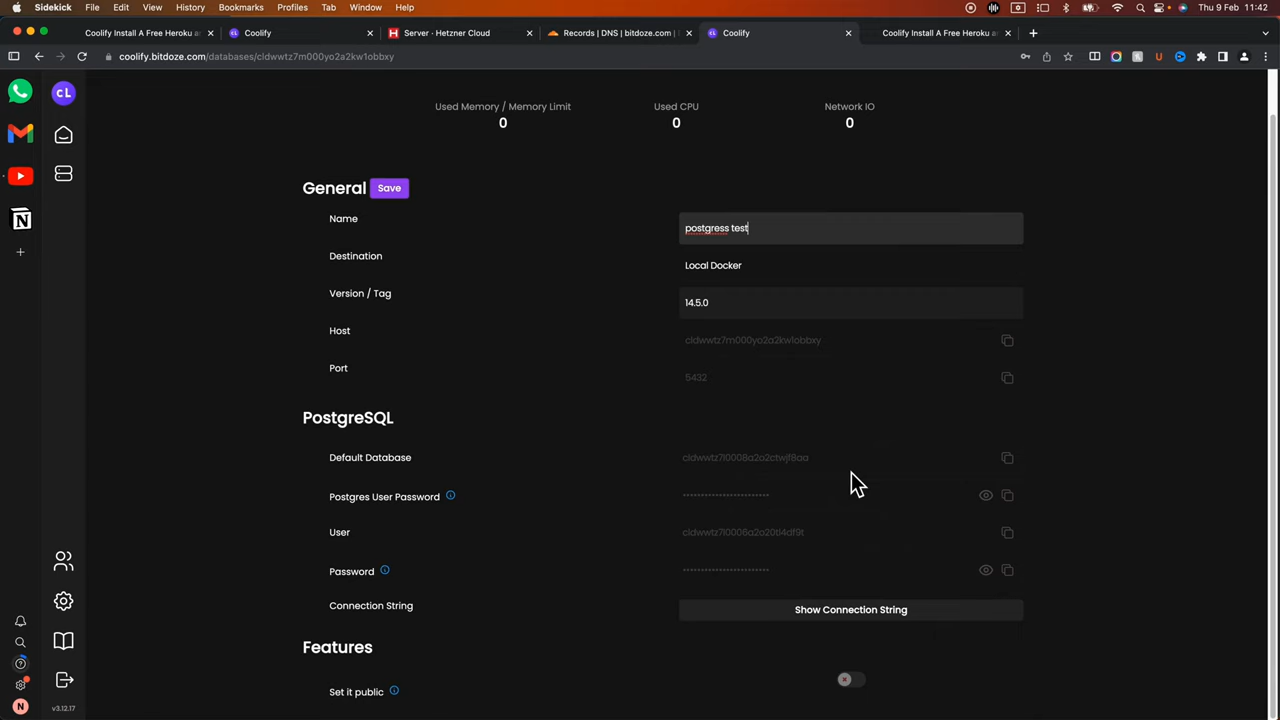 Sidekick File Edit View History Bookmarks Profiles Tab Window Help Thu 9 Feb 11:42
Coolify Install A Free Heroku a Coolify Server · Hetzner Cloud Records | DNS | bitdoze.com | Coolify Coolify Install A Free Heroku a
coolify.bitdoze.com/databases/cldwwtz7m000yo2a2kw1obbxy
CL
Used Memory / Memory Limit Used CPU Network IO
0 0 0
General Save
Name postgress test
Destination Local Docker
Version / Tag 14.5.0
Host cldwwtz7m000yo2a2kw1obbxy
Port 5432
PostgreSQL
Default Database cldwwtz7l0008a2o2ctwjf8aa
Postgres User Password
User cldwwtz7l0006a2o20tl4df9t
Password
Connection String Show Connection String
Features
Set it public
N
v3.12.17